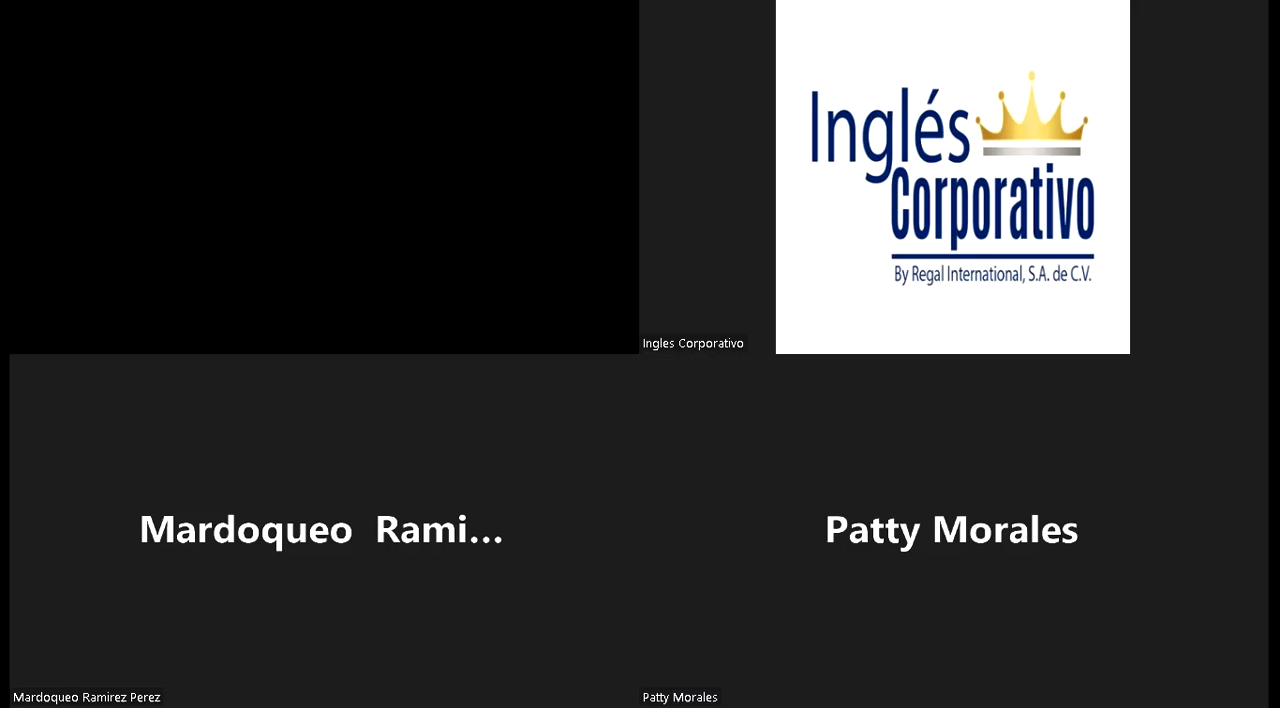 Inglés
Corporativo
By Regal International, S.A. de C.V.
Ingles Corporativo
Mardoqueo Rami...
Patty Morales
Mardoqueo Ramirez Perez
Patty Morales